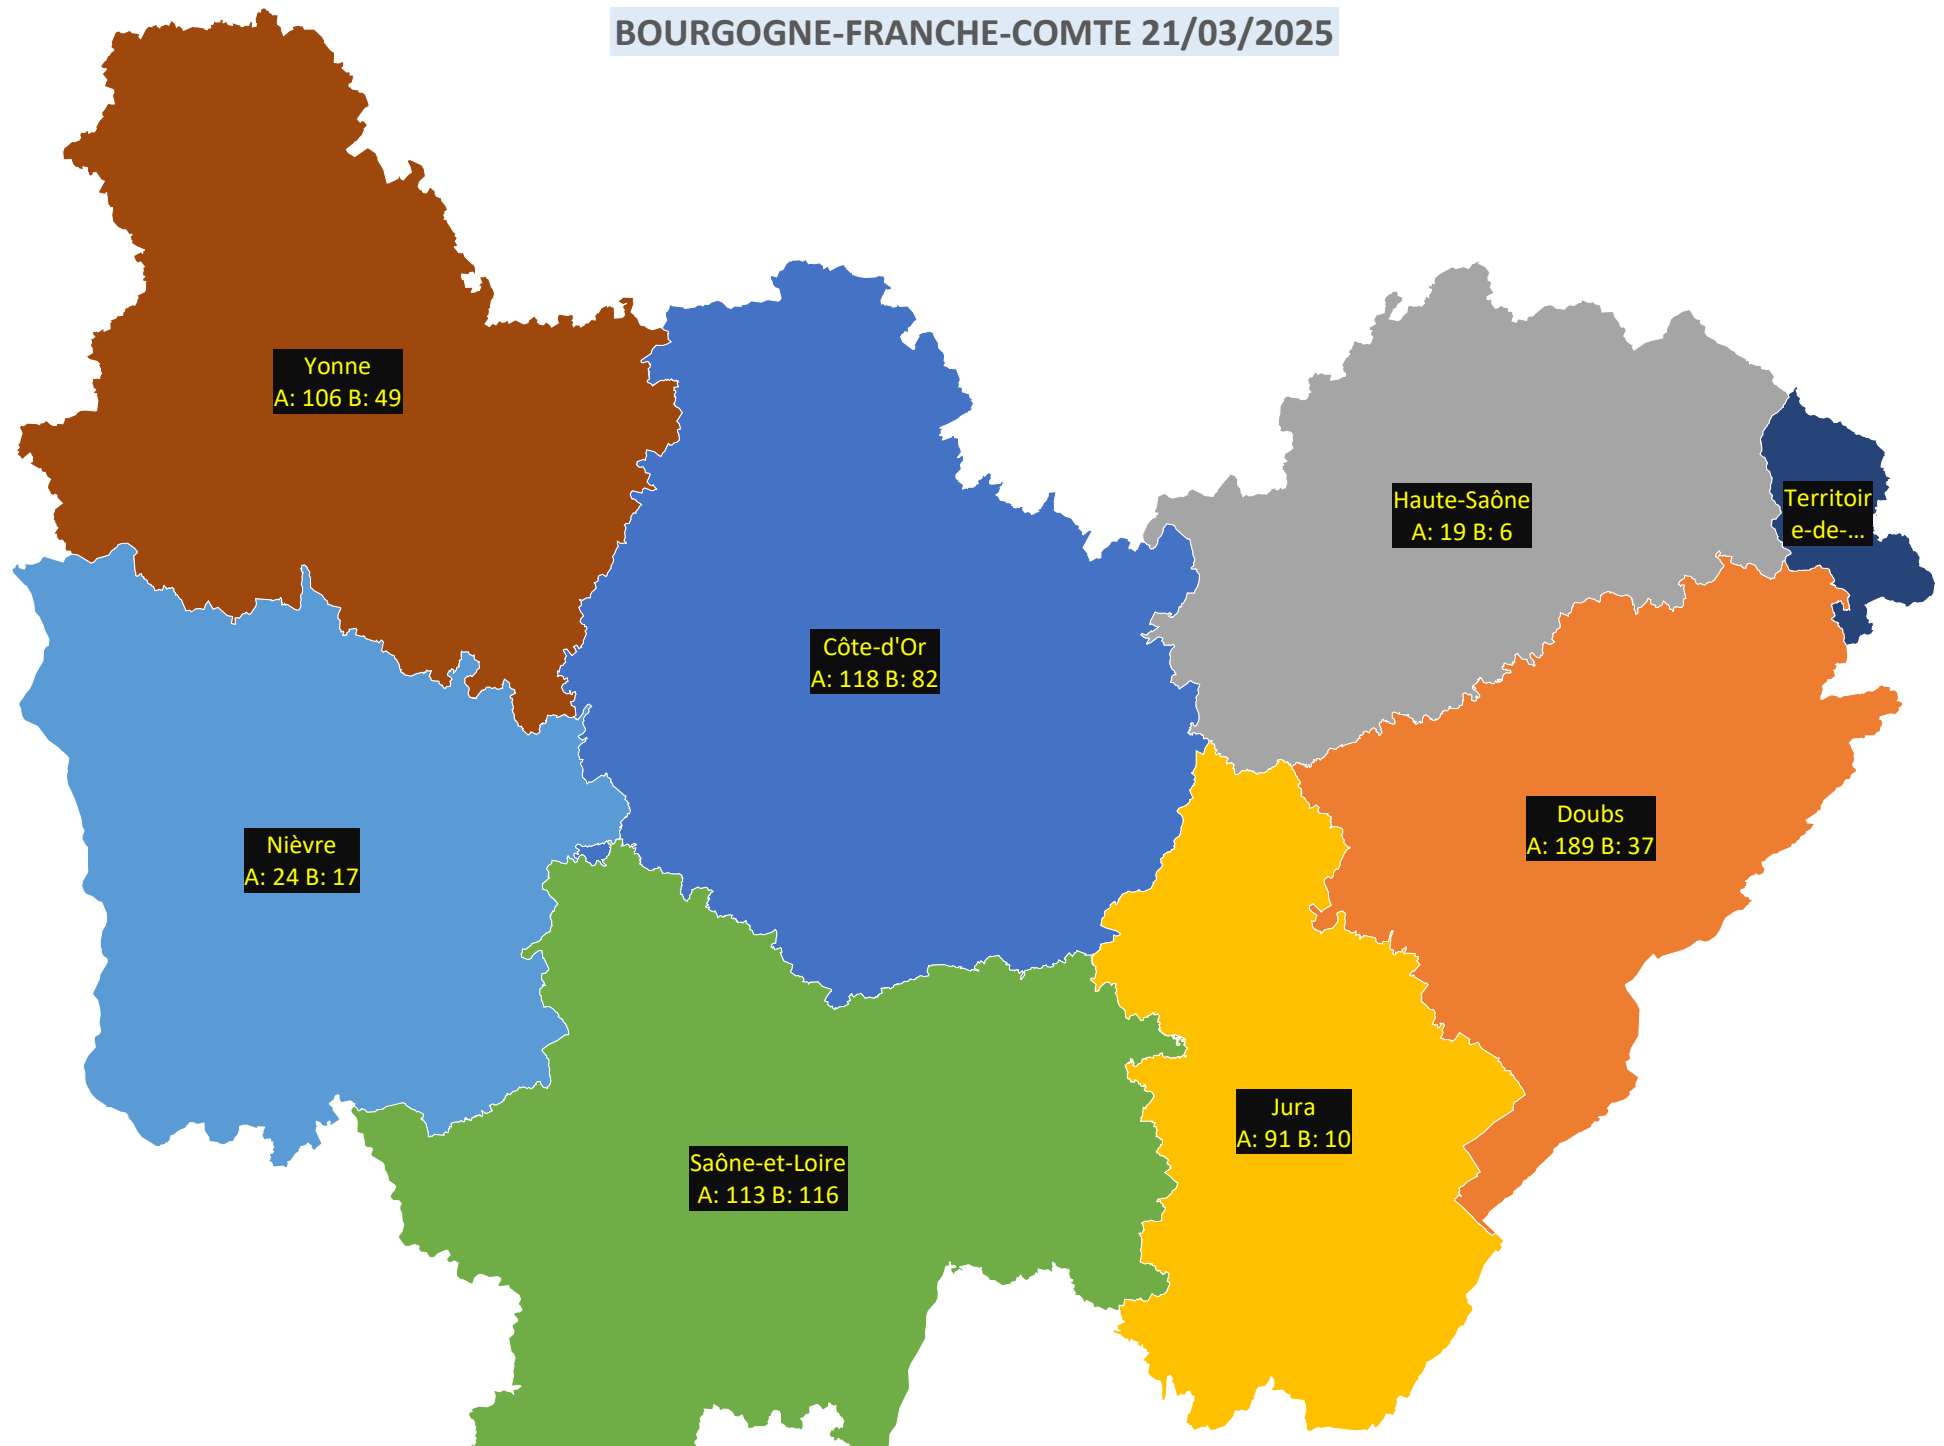 BOURGOGNE-FRANCHE-COMTE 21/03/2025
Yonne
A: 106 B: 49
Haute-Saône
A: 19 B: 6
Territoir
e-de-...
Côte-d'Or
A: 118 B: 82
Doubs
A: 189 B: 37
Nièvre
A: 24 B: 17
Jura
A: 91 B: 10
Saône-et-Loire
A: 113 B: 116